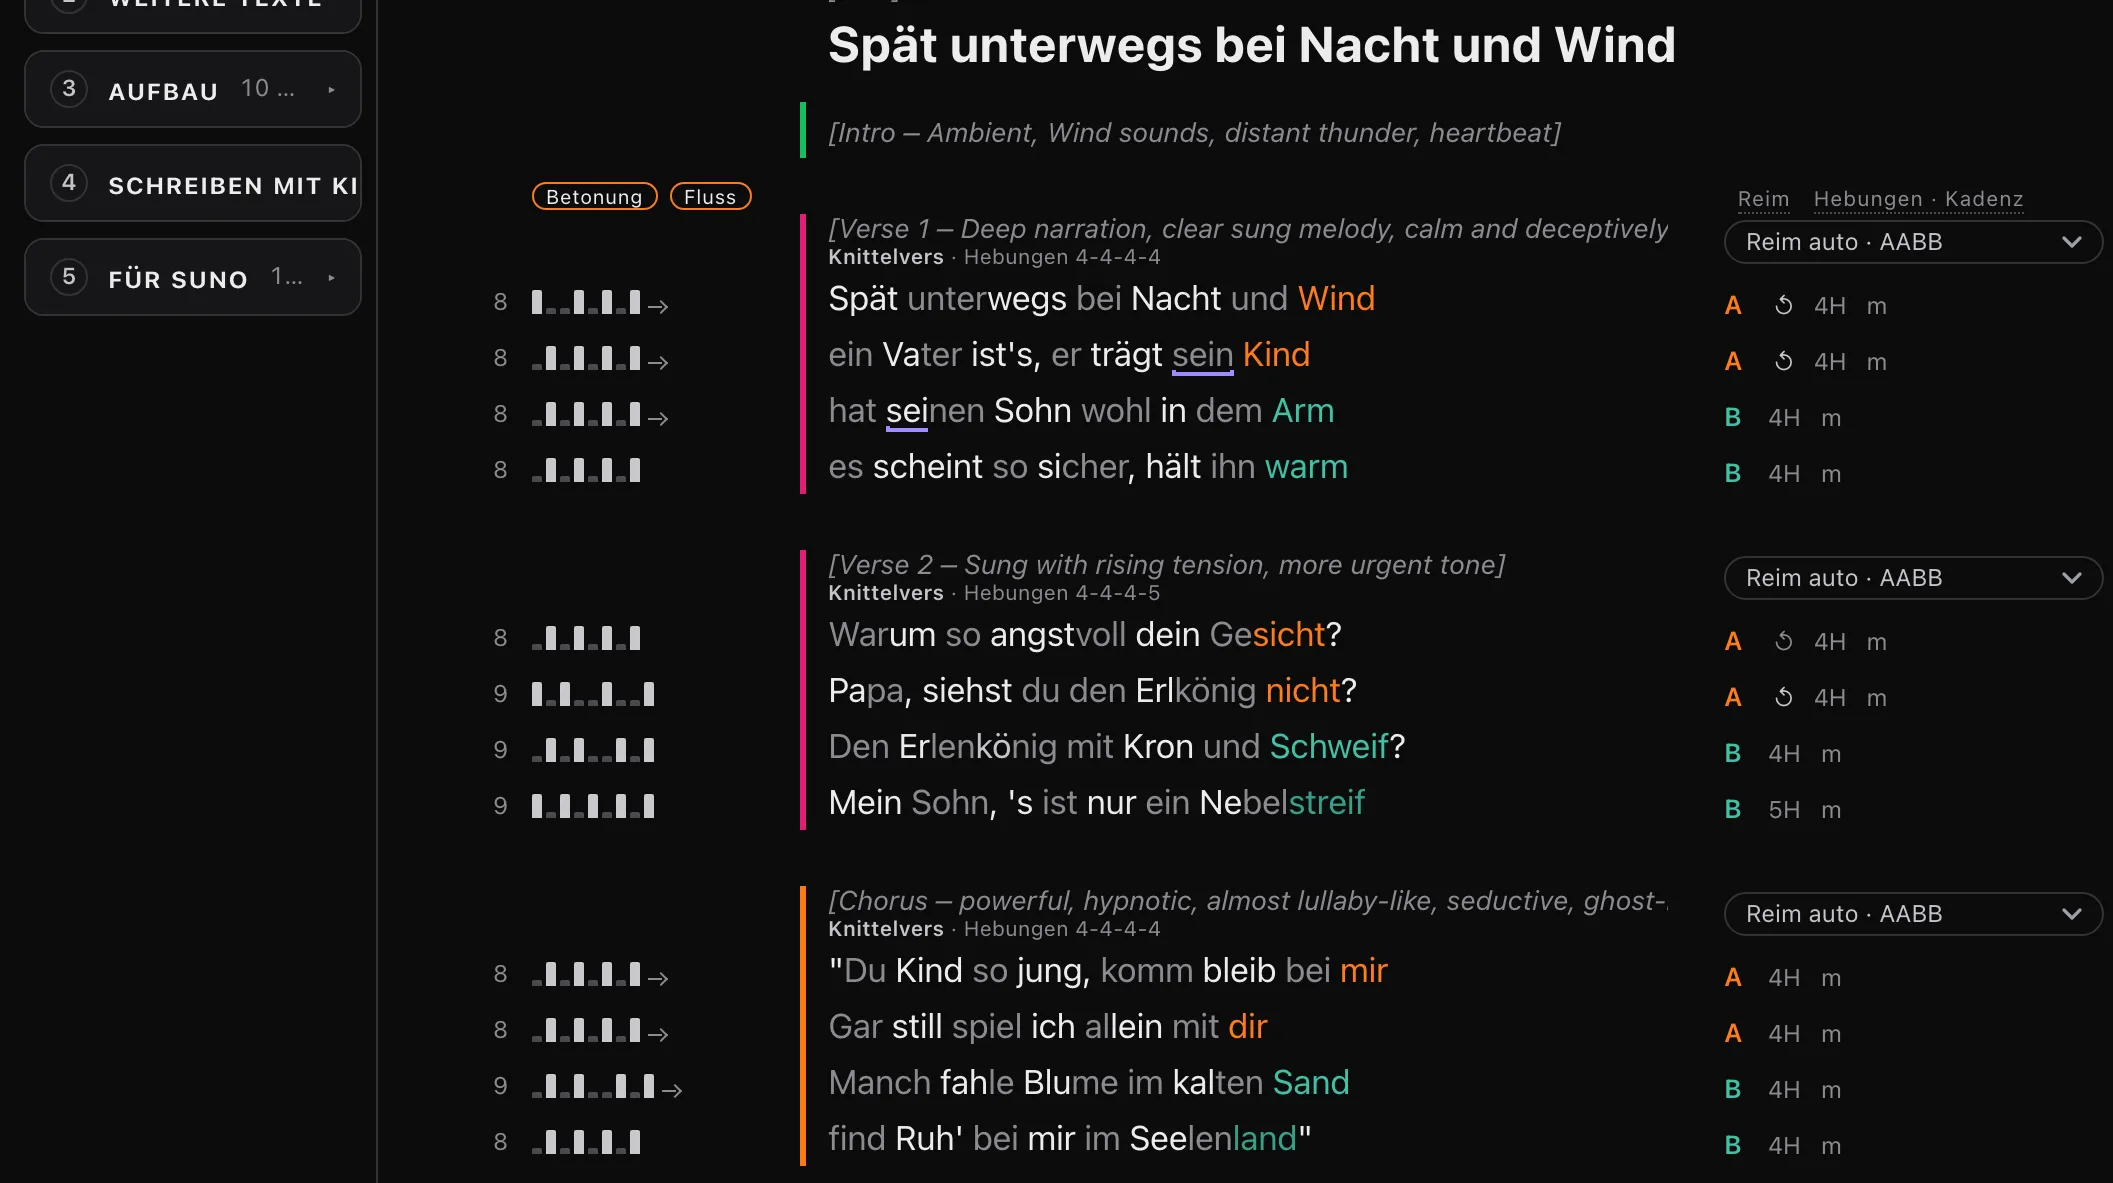 WEITERE TEXTE
3 AUFBAU 10 ...
4 SCHREIBEN MIT KI
5 FÜR SUNO 1...
Spät unterwegs bei Nacht und Wind
[Intro – Ambient, Wind sounds, distant thunder, heartbeat]
Betonung Fluss
Reim Hebungen · Kadenz
[Verse 1 – Deep narration, clear sung melody, calm and deceptively
Reim auto · AABB
Knittelvers · Hebungen 4-4-4-4
8 Spät unterwegs bei Nacht und Wind A 4H m
8 ein Vater ist's, er trägt sein Kind A 4H m
8 hat seinen Sohn wohl in dem Arm B 4H m
8 es scheint so sicher, hält ihn warm B 4H m
[Verse 2 – Sung with rising tension, more urgent tone]
Reim auto · AABB
Knittelvers · Hebungen 4-4-4-5
8 Warum so angstvoll dein Gesicht? A 4H m
9 Papa, siehst du den Erlkönig nicht? A 4H m
9 Den Erlenkönig mit Kron und Schweif? B 4H m
9 Mein Sohn, 's ist nur ein Nebelstreif B 5H m
[Chorus – powerful, hypnotic, almost lullaby-like, seductive, ghost-
Reim auto · AABB
Knittelvers · Hebungen 4-4-4-4
8 "Du Kind so jung, komm bleib bei mir A 4H m
8 Gar still spiel ich allein mit dir A 4H m
9 Manch fahle Blume im kalten Sand B 4H m
8 find Ruh' bei mir im Seelenland" B 4H m